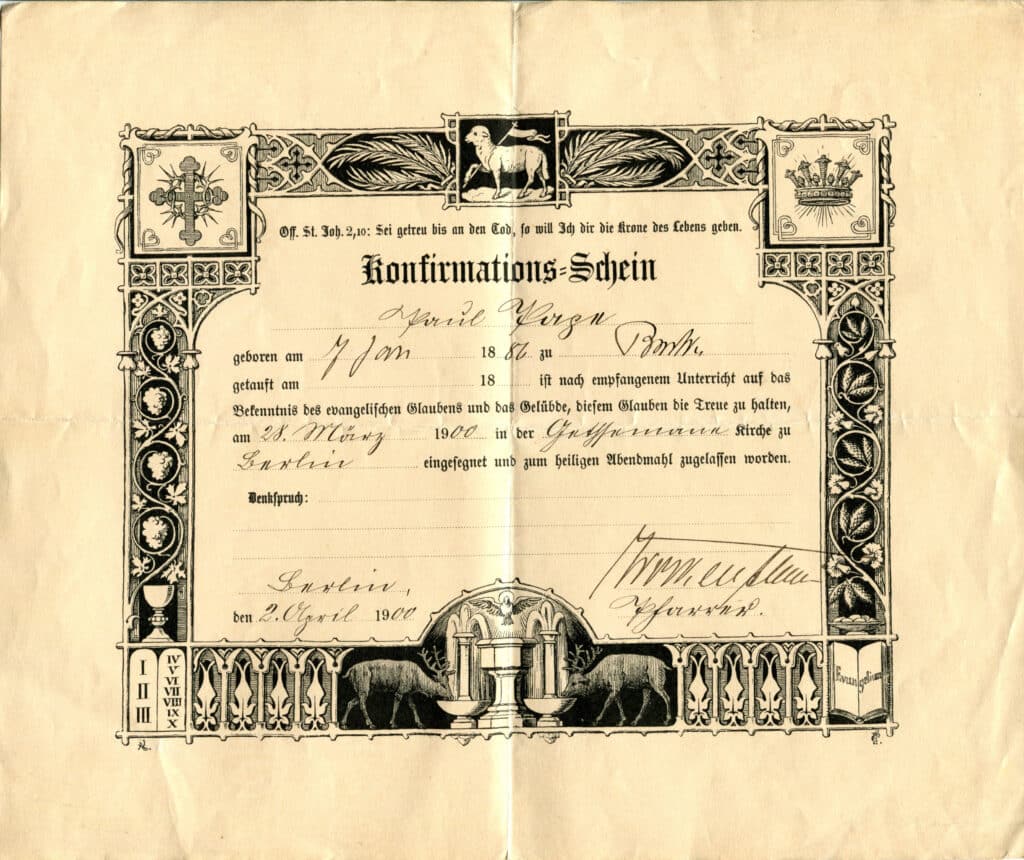 Off. St. Joh. 2,10: Sei getreu bis an den Tod, so will Ich dir die Krone des Lebens geben.
Konfirmations-Schein
Paul Pape
geboren am 7 Jan 1886 zu
getauft am 18 ist nach empfangenem Unterricht auf das
Bekenntnis des evangelischen Glaubens und das Gelübde, diesem Glauben die Treue zu halten,
am 28. März 1900 in der Gethsemane Kirche zu
Berlin eingesegnet und zum heiligen Abendmahl zugelassen worden.
Denkspruch:
Berlin,
den 2. April 1900
Pfarrer.
I II III
IV V VI VII VIII IX X
Evangelium